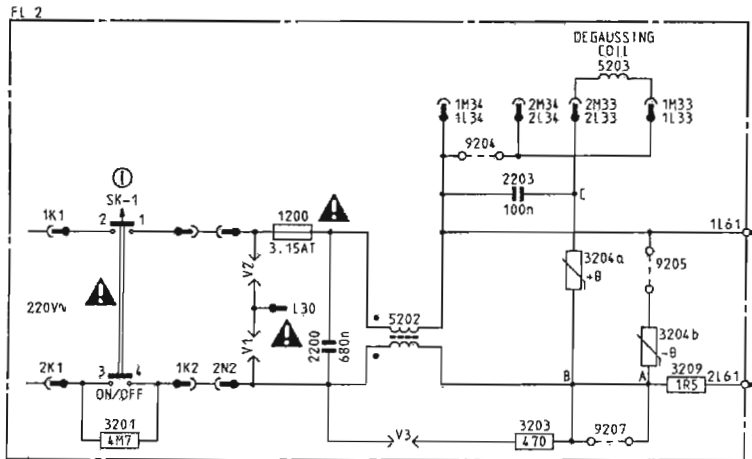 FL 2
DEGAUSSING
COIL
5203
1M34
1L34
2M34
2L34
2M33
2L33
1M33
1L33
9204
1
SK-1
2203
100n
C
1K1
2
1
1200
3.15AT
1L61
3204a
+θ
9205
V2
220V~
L30
5202
V1
2200
680n
3204b
-θ
2K1
3
4
ON/OFF
1K2
2N2
B
A
3209
1R5
2L61
3201
4M7
V3
3203
470
9207